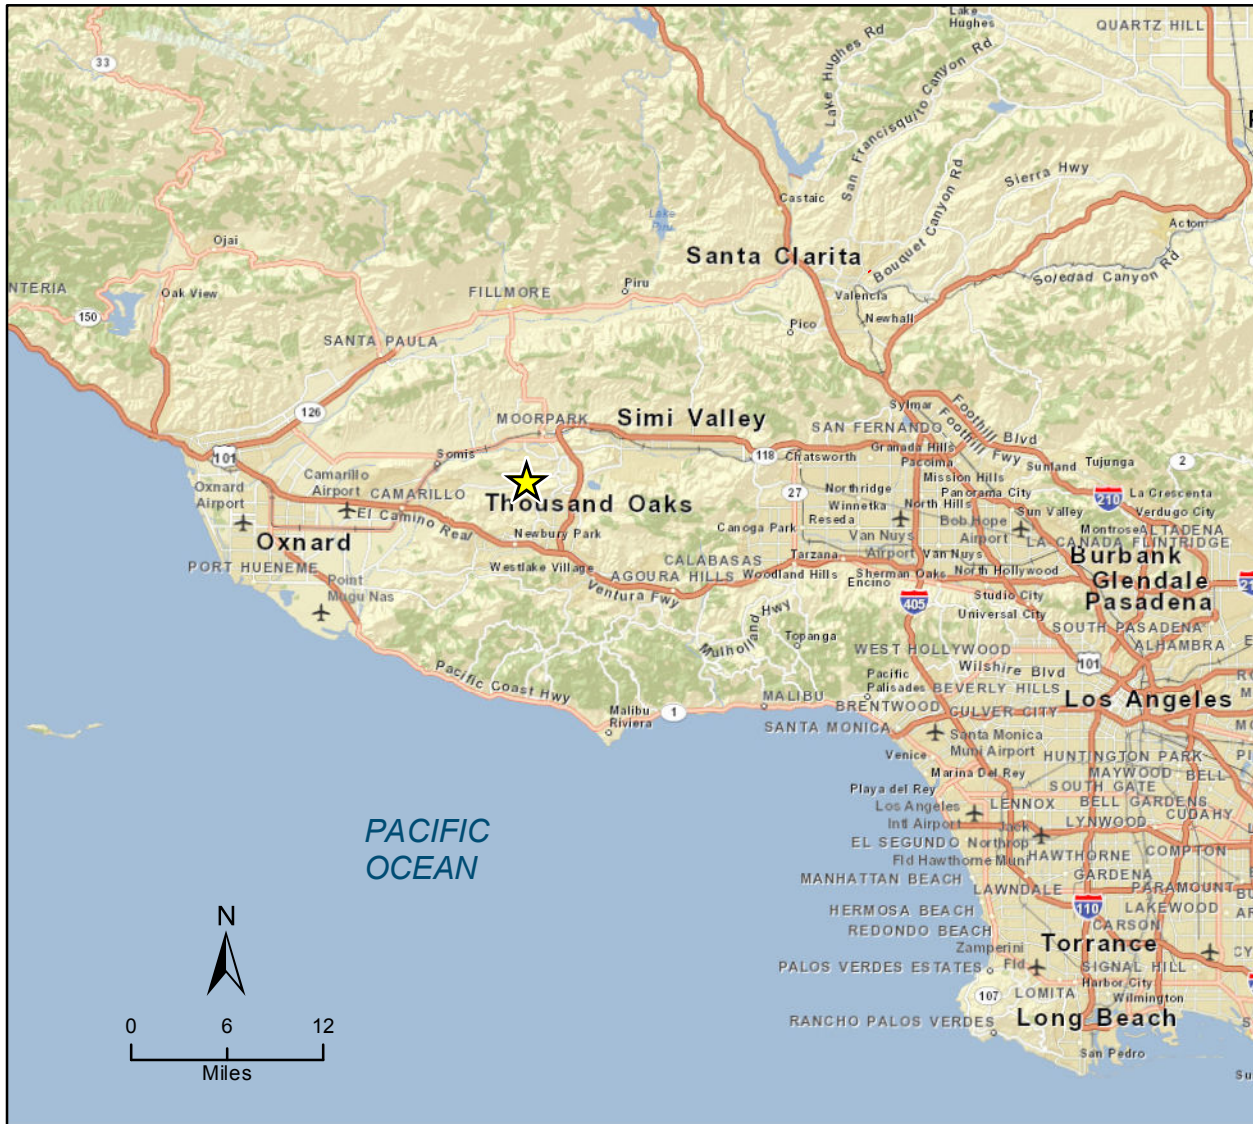 Lake
Hughes
QUARTZ HILL
33
Lake Hughes Rd
San Francisquito Canyon Rd
Bouquet Canyon Rd
Sierra Hwy
Castaic
Acton
Lake
Piru
Ojai
Santa Clarita
Soledad Canyon Rd
NTERIA
Oak View
Piru
FILLMORE
Valencia
150
Newhall
Pico
SANTA PAULA
126
Sylmar
Foothill Blvd
Foothill Fwy
MOORPARK
Simi Valley
SAN FERNANDO
Granada Hills
101
Somis
118
Chatsworth
Pacoima
Sunland
Tujunga
2
Camarillo
Airport
CAMARILLO
Mission Hills
Oxnard
Airport
27
Northridge
Panorama City
210
La Crescenta
Thousand Oaks
Winnetka
North Hills
Sun Valley
Verdugo City
El Camino Real
Canoga Park
Reseda
Bob Hope
Airport
Montrose
ALTADENA
Oxnard
Newbury Park
Van Nuys
Airport
LA CANADA FLINTRIDGE
CALABASAS
Tarzana
Van Nuys
Burbank
PORT HUENEME
Westlake Village
AGOURA HILLS
Woodland Hills
Sherman Oaks
North Hollywood
Glendale
Point
Mugu Nas
Encino
Ventura Fwy
405
Studio City
Pasadena
Universal City
Mulholland Hwy
SOUTH PASADENA
Topanga
WEST HOLLYWOOD
ALHAMBRA
Wilshire Blvd
101
Pacific Coast Hwy
Pacific
Palisades
BEVERLY HILLS
MALIBU
BRENTWOOD
Los Angeles
Malibu
Riviera
1
CULVER CITY
SANTA MONICA
Santa Monica
Muni Airport
Venice
HUNTINGTON PARK
Marina Del Rey
MAYWOOD
BELL
Playa del Rey
SOUTH GATE
Los Angeles
Intl Airport
LENNOX
BELL GARDENS
CUDAHY
LYNWOOD
PACIFIC
OCEAN
EL SEGUNDO
Jack
Northrop
Fld Hawthorne Muni
HAWTHORNE
COMPTON
MANHATTAN BEACH
GARDENA
LAWNDALE
PARAMOUNT
110
LAKEWOOD
HERMOSA BEACH
CARSON
REDONDO BEACH
Zamperini
Fld
Torrance
PALOS VERDES ESTATES
SIGNAL HILL
Harbor City
107
LOMITA
Wilmington
RANCHO PALOS VERDES
Long Beach
San Pedro
N
0 6 12
Miles